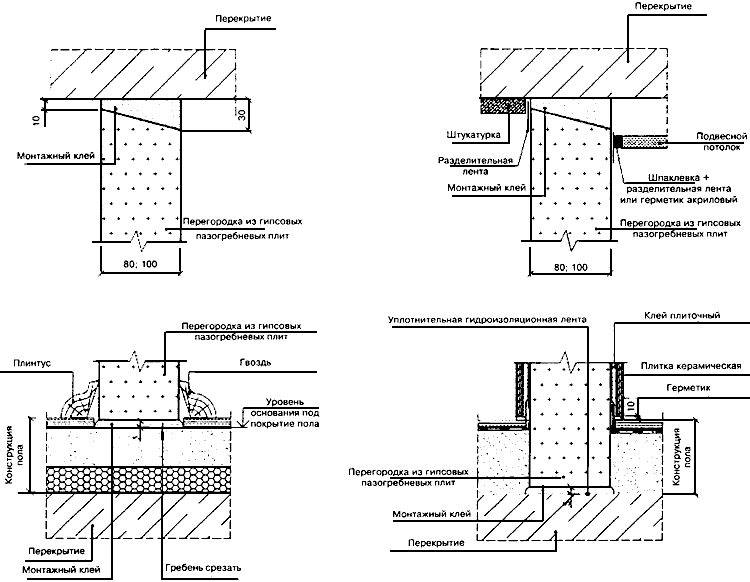 Перекрытие
10
30
Монтажный клей
Перегородка из гипсовых
пазогребневых плит
80; 100
Перекрытие
Штукатурка
Разделительная
лента
Монтажный клей
Подвесной
потолок
Шпаклевка +
разделительная лента
или герметик акриловый
Перегородка из гипсовых
пазогребневых плит
80; 100
Перегородка из гипсовых
пазогребневых плит
Плинтус
Гвоздь
Уровень
основания под
покрытие пола
Конструкция
пола
Перекрытие
Монтажный клей
Гребень срезать
Уплотнительная гидроизоляционная лента
Клей плиточный
Плитка керамическая
Герметик
10
Конструкция
пола
Перегородка из гипсовых
пазогребневых плит
Монтажный клей
Перекрытие